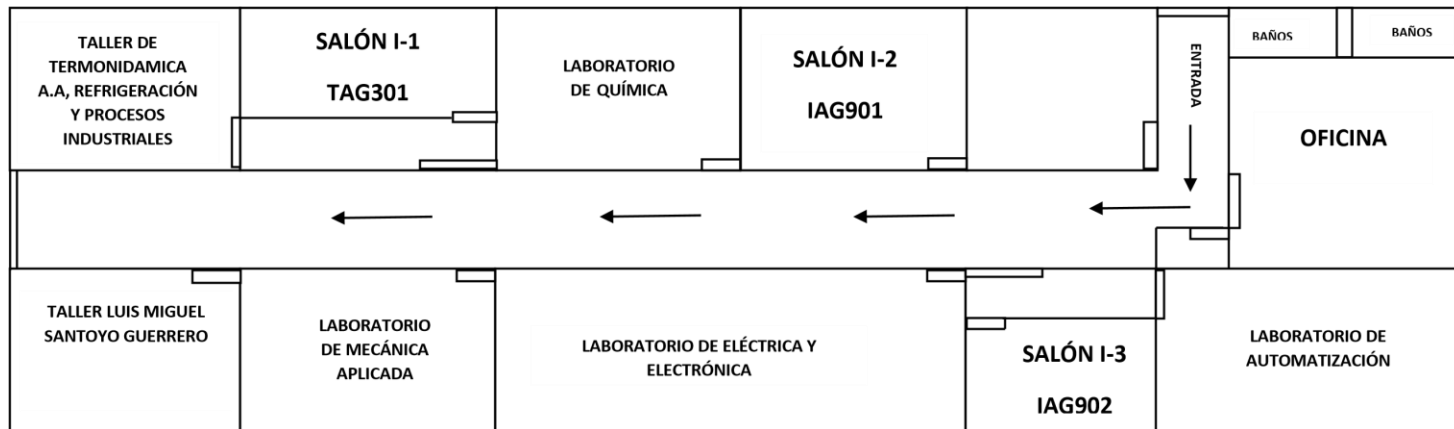 TALLER DE
TERMONIDAMICA
A.A, REFRIGERACIÓN
Y PROCESOS
INDUSTRIALES
SALÓN I-1
TAG301
LABORATORIO
DE QUÍMICA
SALÓN I-2
IAG901
ENTRADA
BAÑOS
BAÑOS
OFICINA
TALLER LUIS MIGUEL
SANTOYO GUERRERO
LABORATORIO
DE MECÁNICA
APLICADA
LABORATORIO DE ELÉCTRICA Y
ELECTRÓNICA
SALÓN I-3
IAG902
LABORATORIO DE
AUTOMATIZACIÓN